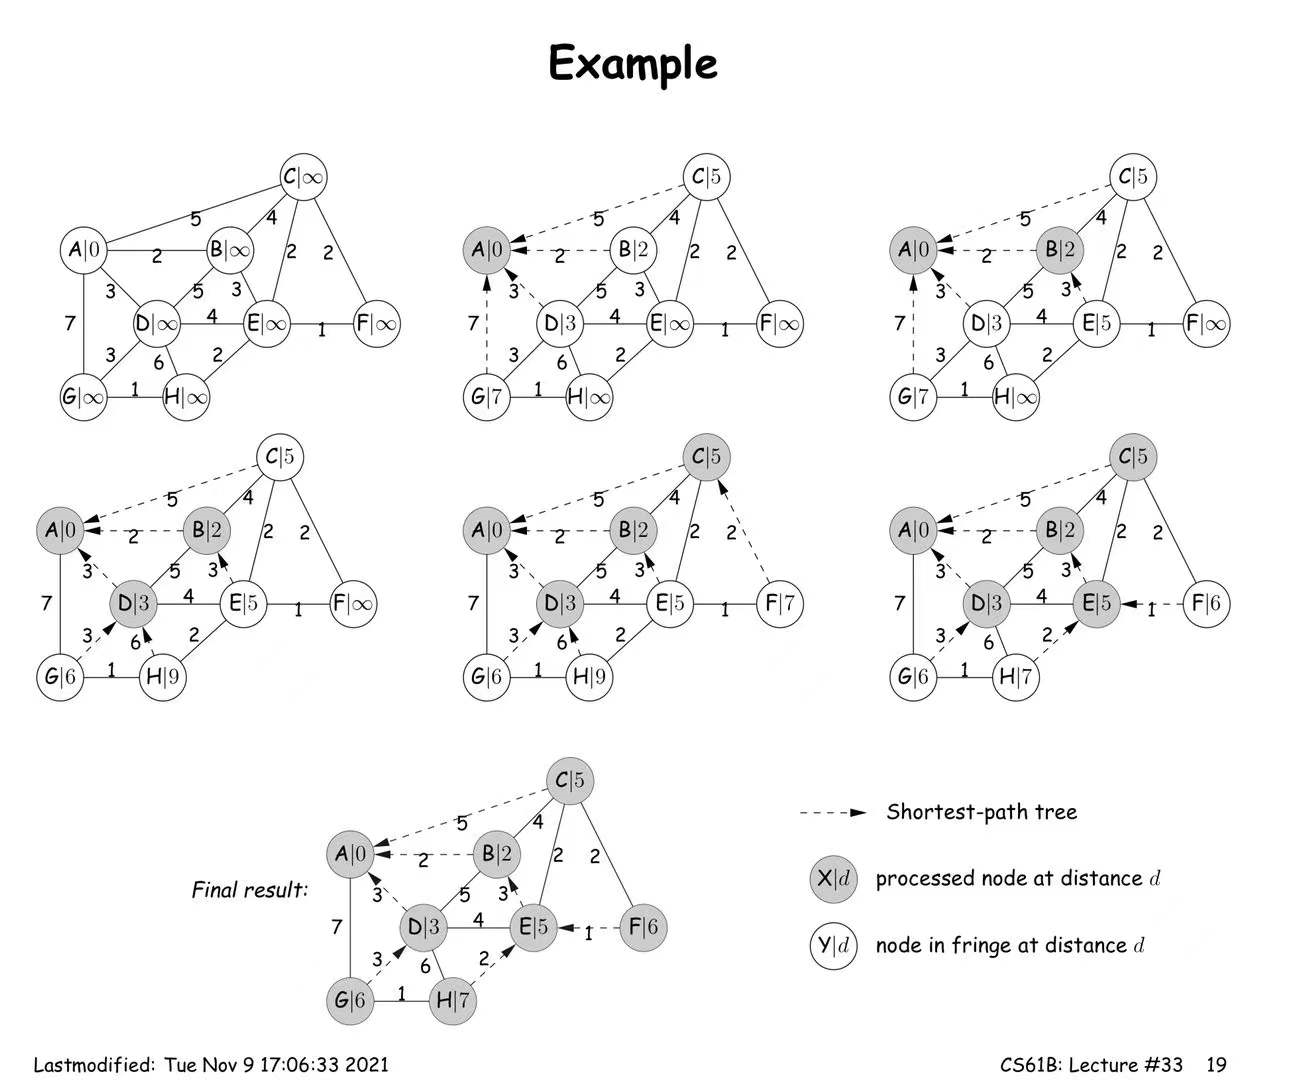 Example
C|∞
5 4
A|0 B|∞ 2 2
2
3 5 3
7 D|∞ 4 E|∞ 1 F|∞
3 6 2
G|∞ 1 H|∞
C|5
5 4
A|0 B|2 2 2
2
3 5 3
7 D|3 4 E|∞ 1 F|∞
3 6 2
G|7 1 H|∞
C|5
5 4
A|0 B|2 2 2
2
3 5 3
7 D|3 4 E|5 1 F|∞
3 6 2
G|7 1 H|∞
C|5
5 4
A|0 B|2 2 2
2
3 5 3
7 D|3 4 E|5 1 F|∞
3 6 2
G|6 1 H|9
C|5
5 4
A|0 B|2 2 2
2
3 5 3
7 D|3 4 E|5 1 F|7
3 6 2
G|6 1 H|9
C|5
5 4
A|0 B|2 2 2
2
3 5 3
7 D|3 4 E|5 1 F|6
3 6 2
G|6 1 H|7
Final result:
C|5
5 4
A|0 B|2 2 2
2
3 5 3
7 D|3 4 E|5 1 F|6
3 6 2
G|6 1 H|7
Shortest-path tree
X|d processed node at distance d
Y|d node in fringe at distance d
Lastmodified: Tue Nov 9 17:06:33 2021
CS61B: Lecture #33 19